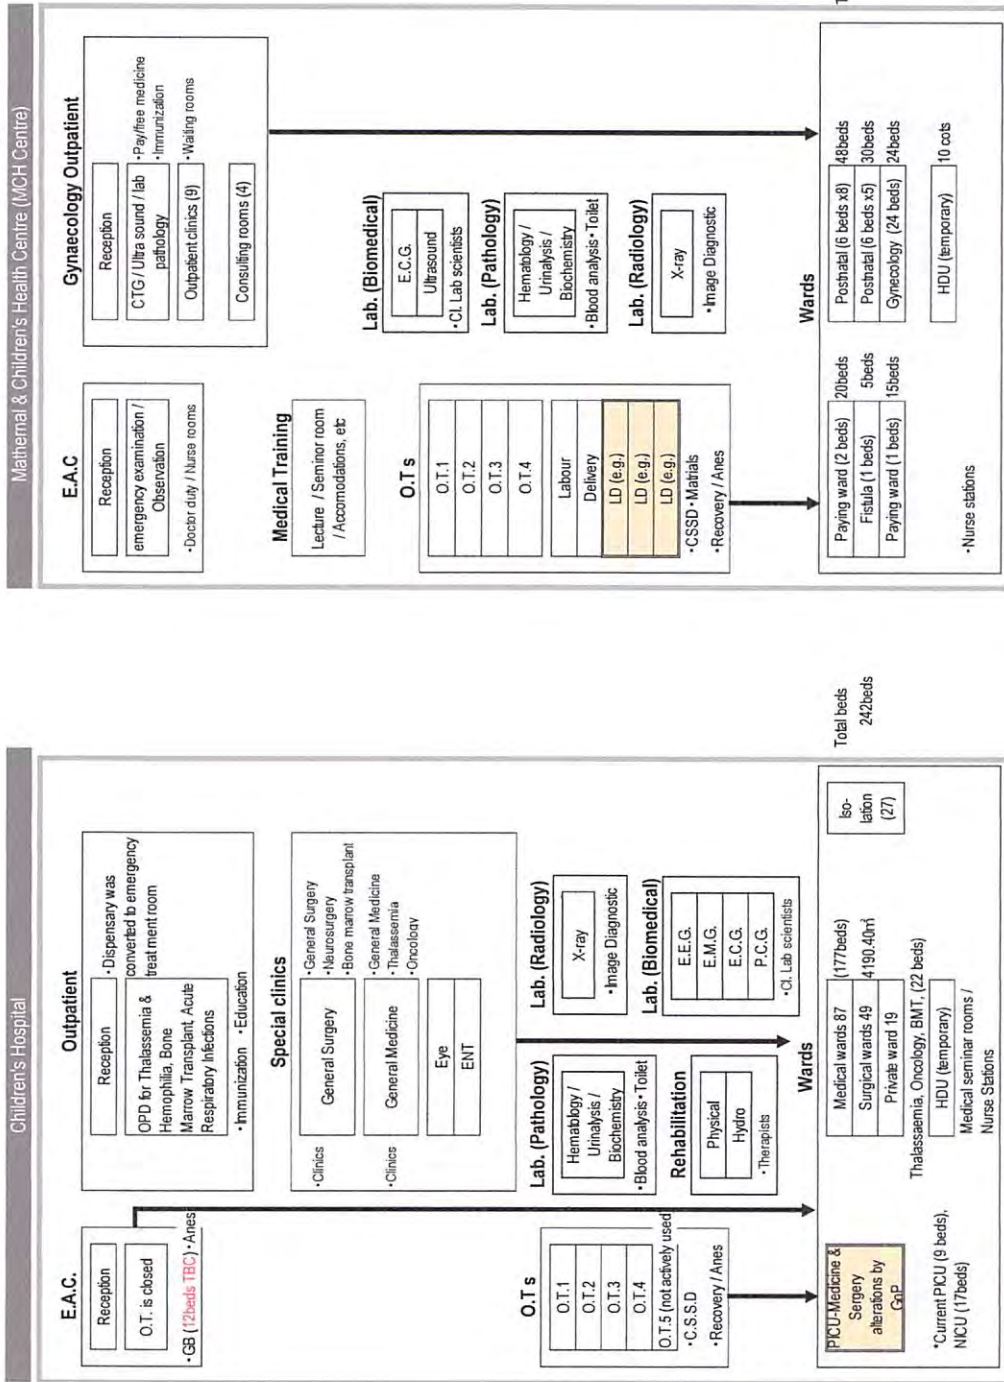 Children's Hospital
E.A.C.
Reception
O.T. is closed
•GB (12beds TBC)•Anes
Outpatient
Reception
OPD for Thalassemia &
Hemophilia, Bone
Marrow Transplant, Acute
Respiratory Infections
•Dispensary was
converted to emergency
treatment room
•Immunization •Education
Special clinics
•Clinics
General Surgery
•General Surgery
•Neurosurgery
•Bone marrow transplant
•Clinics
General Medicine
•General Medicine
•Thalassemia
•Oncology
Eye
ENT
O.T s
O.T.1
O.T.2
O.T.3
O.T.4
O.T.5 (not actively used)
•C.S.S.D
•Recovery / Anes
Lab. (Pathology)
Hematology /
Urinalysis /
Biochemistry
•Blood analysis•Toilet
Rehabilitation
Physical
Hydro
•Therapists
Lab. (Radiology)
X-ray
•Image Diagnostic
Lab. (Biomedical)
E.E.G.
E.M.G.
E.C.G.
P.C.G.
•Cl. Lab scientists
Wards
PICU-Medicine &
Sergery
alterations by
GoP
*Current PICU (9 beds),
NICU (17beds)
Medical wards 87 (177beds)
Surgical wards 49 4190.40㎡
Private ward 19
Thalassaemia, Oncology, BMT, (22 beds)
HDU (temporary)
Medical seminar rooms /
Nurse Stations
Iso-
lation
(27)
Total beds
242beds
Mathernal & Children's Health Centre (MCH Centre)
E.A.C
Reception
emergency examination /
Observation
•Doctor duty / Nurse rooms
Gynaecology Outpatient
Reception
CTG / Ultra sound / lab
pathology
Outpatient clinics (9)
Consulting rooms (4)
•Pay/free medicine
•Immunization
•Waiting rooms
Medical Training
Lecture / Seminor room
/ Accomodations, etc
O.T s
O.T.1
O.T.2
O.T.3
O.T.4
Labour
Delivery
LD (e.g.)
LD (e.g.)
LD (e.g.)
•CSSD •Matrials
•Recovery / Anes
Lab. (Biomedical)
E.C.G.
Ultrasound
•Cl. Lab scientists
Lab. (Pathology)
Hematology /
Urinalysis /
Biochemistry
•Blood analysis•Toilet
Lab. (Radiology)
X-ray
•Image Diagnostic
Wards
Paying ward (2 beds) 20beds
Fistula (1 beds) 5beds
Paying ward (1 beds) 15beds
•Nurse stations
Postnatal (6 beds x8) 48beds
Postnatal (6 beds x5) 30beds
Gynecology (24 beds) 24beds
HDU (temporary) 10 cots